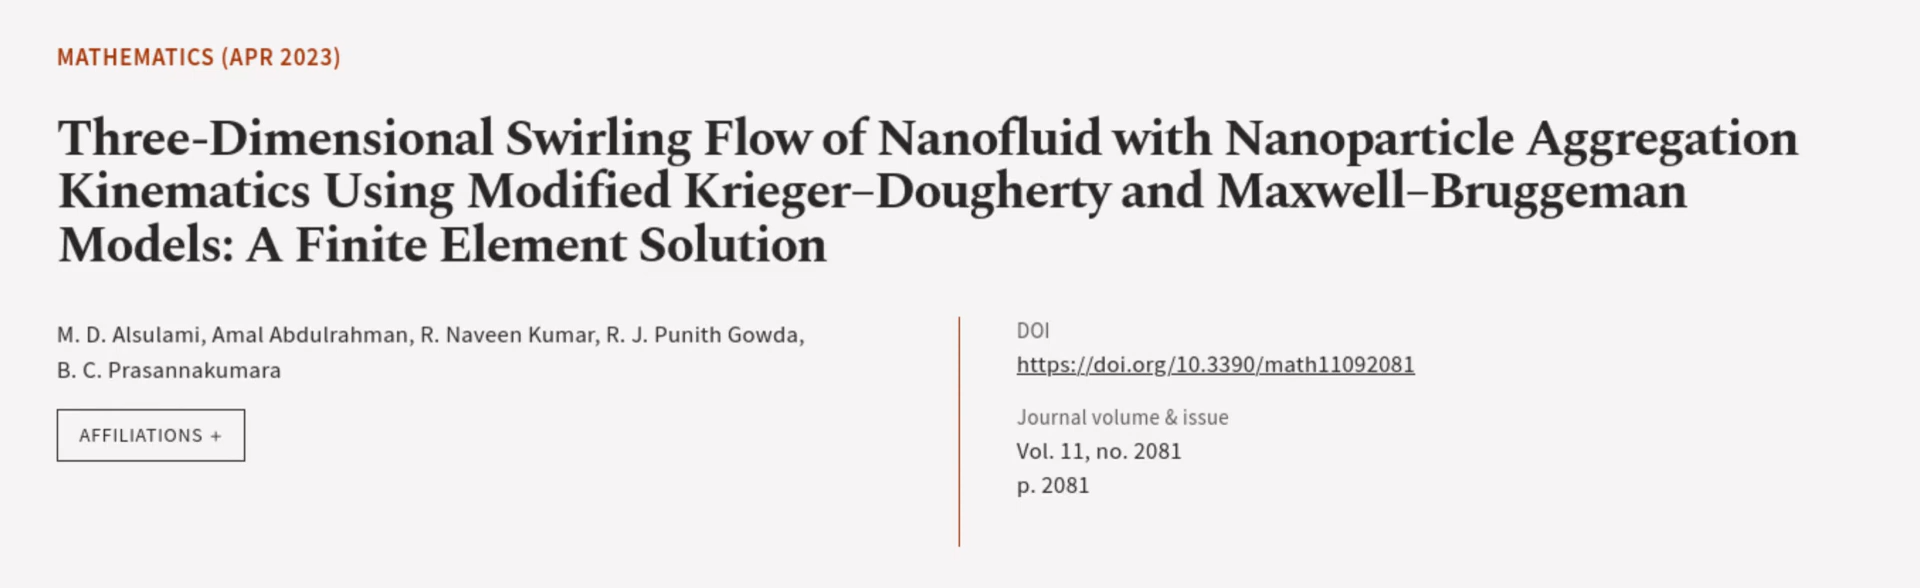 MATHEMATICS (APR 2023)
Three-Dimensional Swirling Flow of Nanofluid with Nanoparticle Aggregation
Kinematics Using Modified Krieger–Dougherty and Maxwell–Bruggeman
Models: A Finite Element Solution
M. D. Alsulami, Amal Abdulrahman, R. Naveen Kumar, R. J. Punith Gowda,
B. C. Prasannakumara
AFFILIATIONS +
DOI
https://doi.org/10.3390/math11092081
Journal volume & issue
Vol. 11, no. 2081
p. 2081